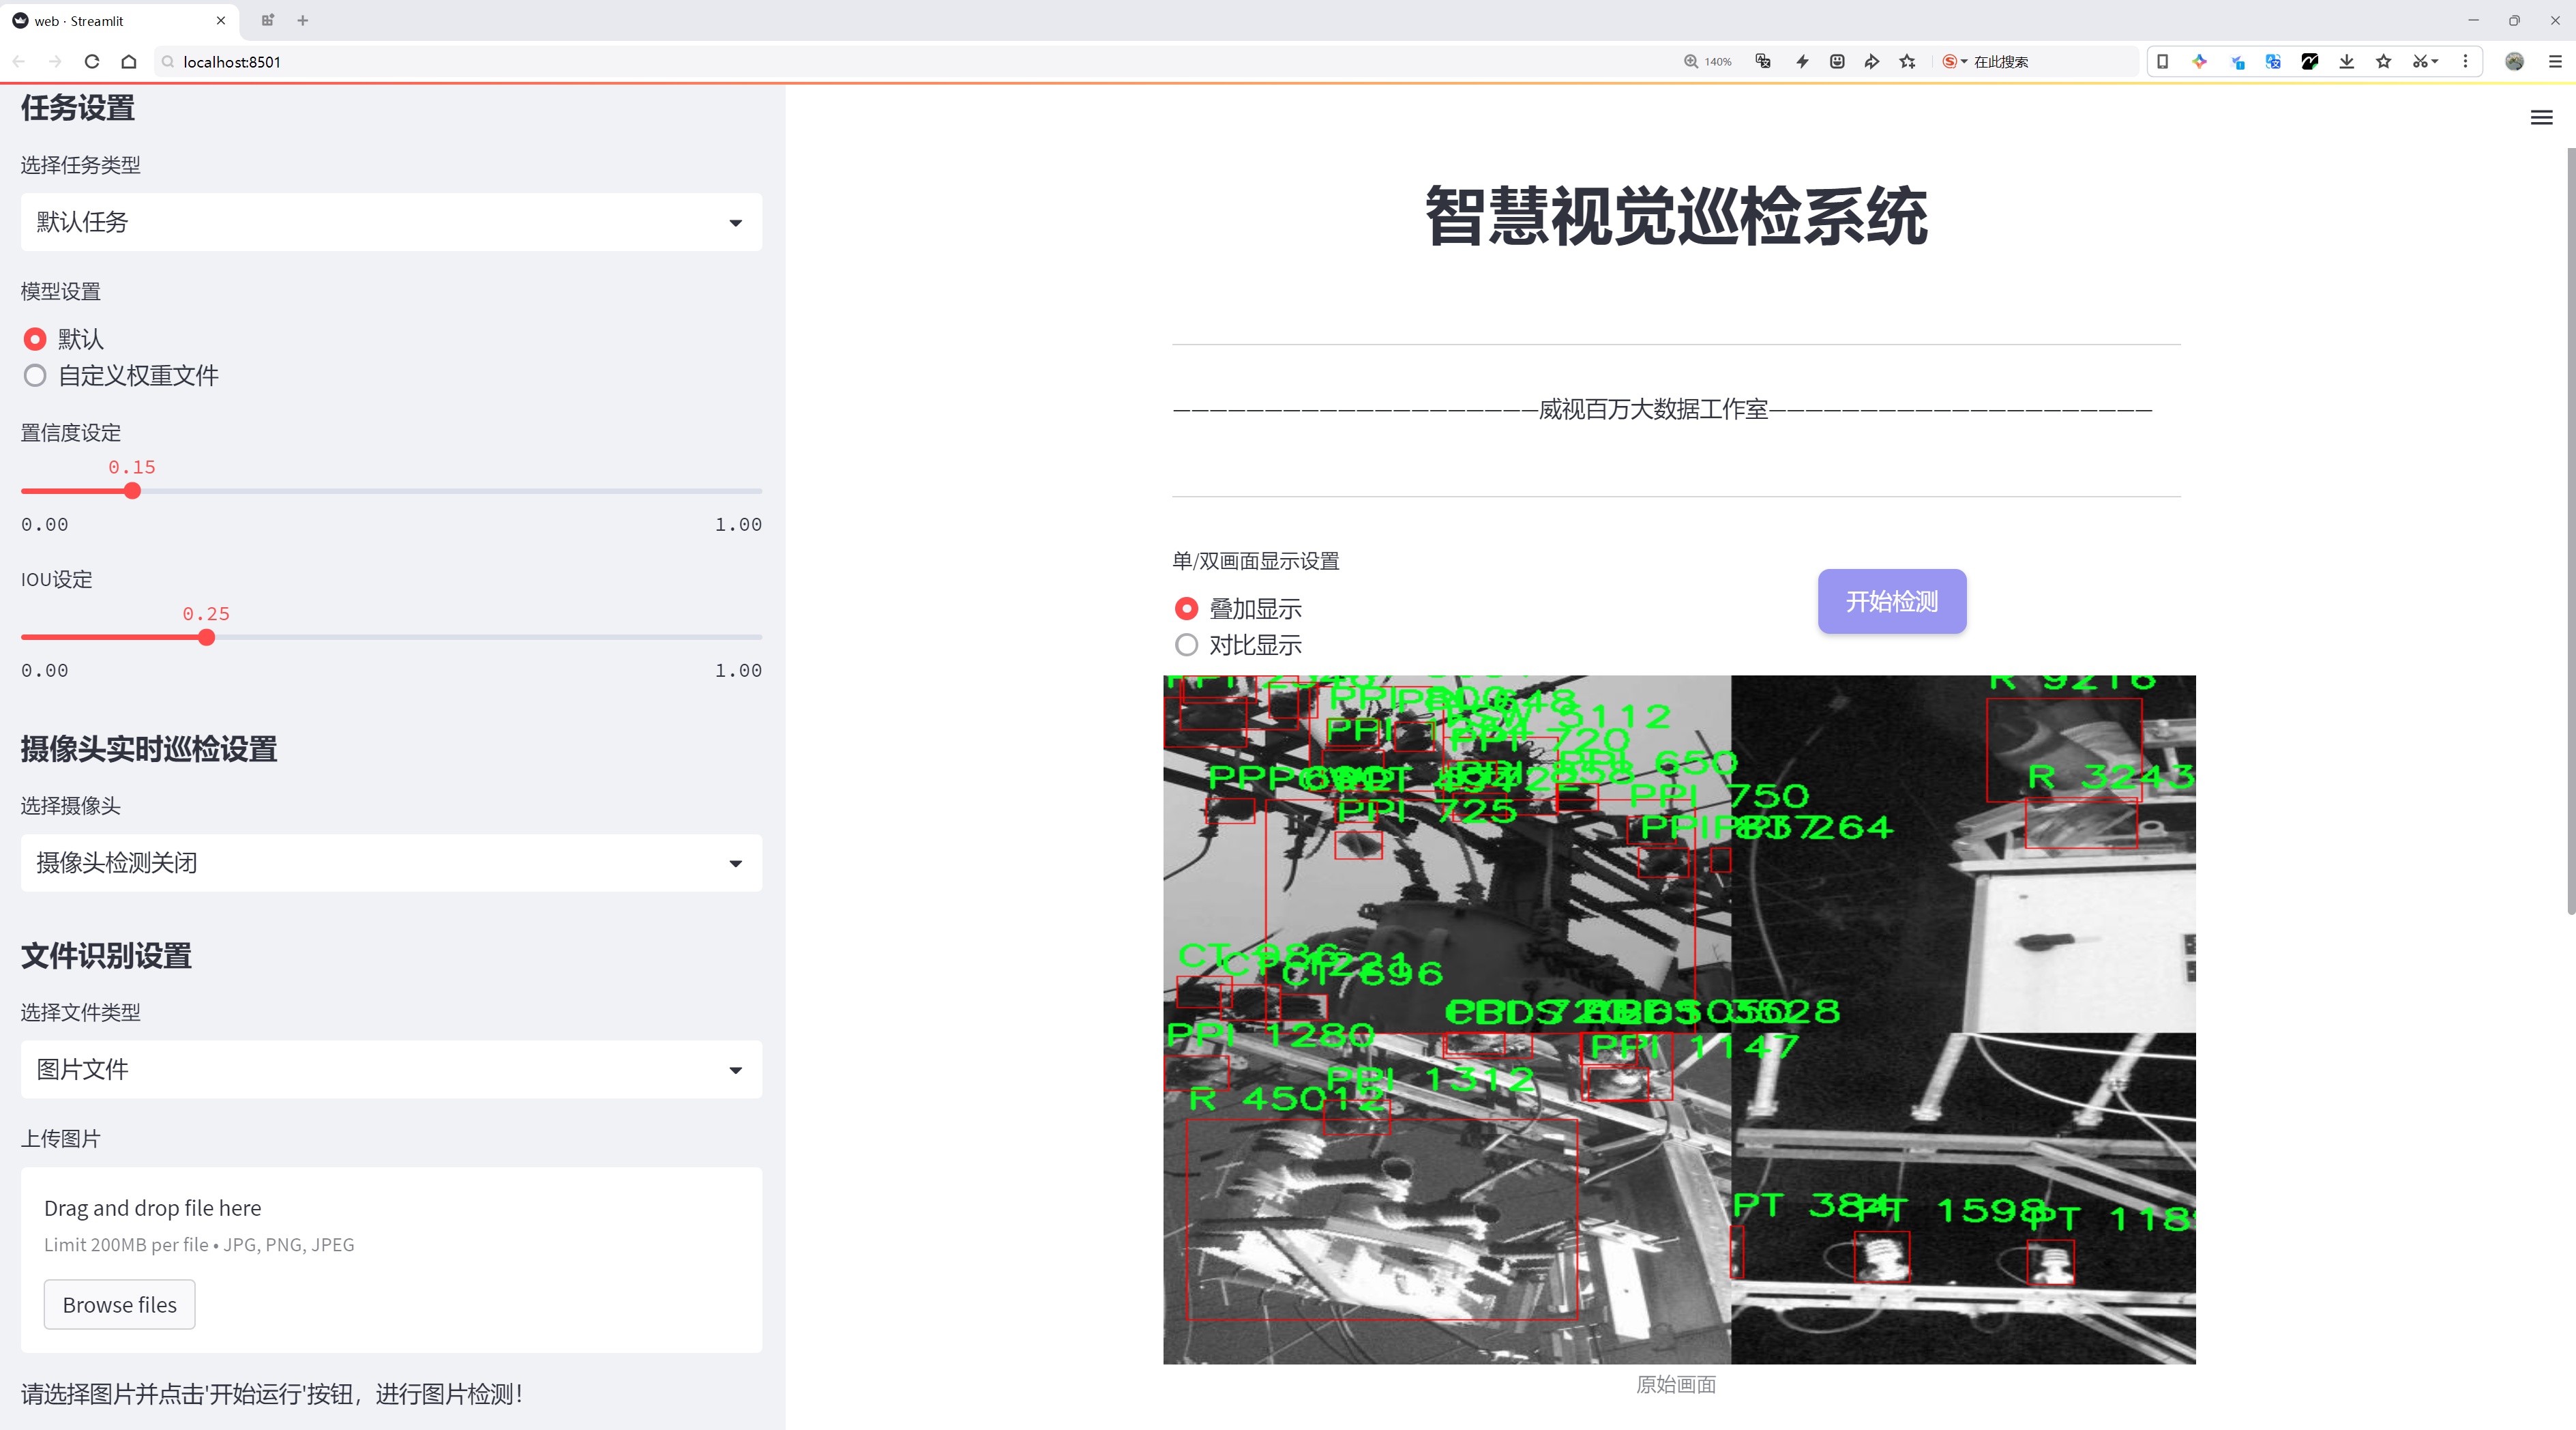 web · Streamlit
localhost:8501
140%
在此搜索
任务设置
选择任务类型
默认任务
模型设置
默认
自定义权重文件
置信度设定
0.15
0.00
1.00
IOU设定
0.25
0.00
1.00
摄像头实时巡检设置
选择摄像头
摄像头检测关闭
文件识别设置
选择文件类型
图片文件
上传图片
Drag and drop file here
Limit 200MB per file • JPG, PNG, JPEG
Browse files
请选择图片并点击'开始运行'按钮，进行图片检测！
智慧视觉巡检系统
————————————————————威视百万大数据工作室—————————————————————
单/双画面显示设置
叠加显示
对比显示
开始检测
R 9216
R 3243
PPI 650
PPI 750
PPI 725
CT 986
CT 696
PPI 1280
PPI 1147
PPI 1312
R 45012
PT 384
PT 1598
原始画面